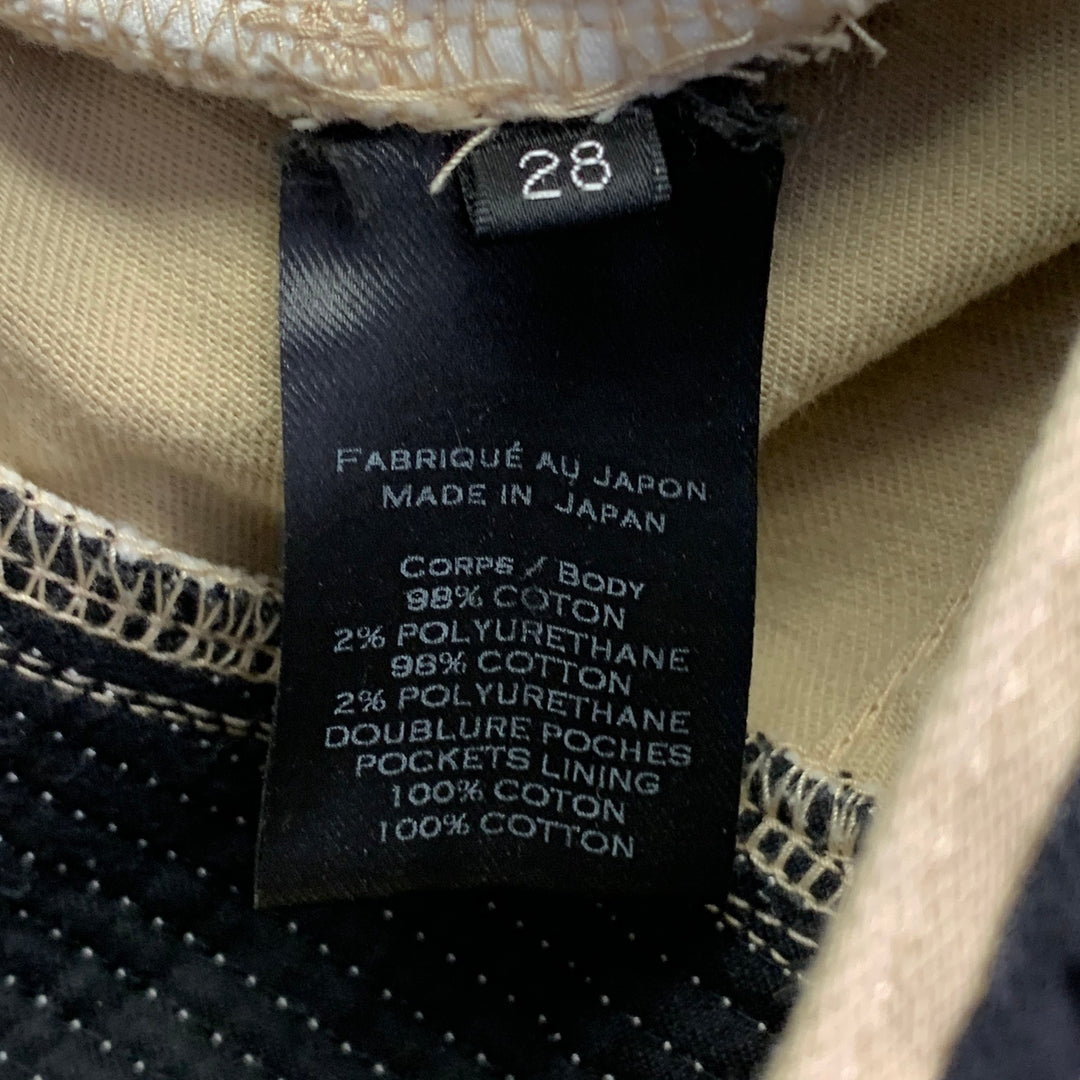 28
FABRIQUÉ AU JAPON
MADE IN JAPAN
CORPS / BODY
98% COTON
2% POLYURETHANE
98% COTTON
2% POLYURETHANE
DOUBLURE POCHES
POCKETS LINING
100% COTON
100% COTTON